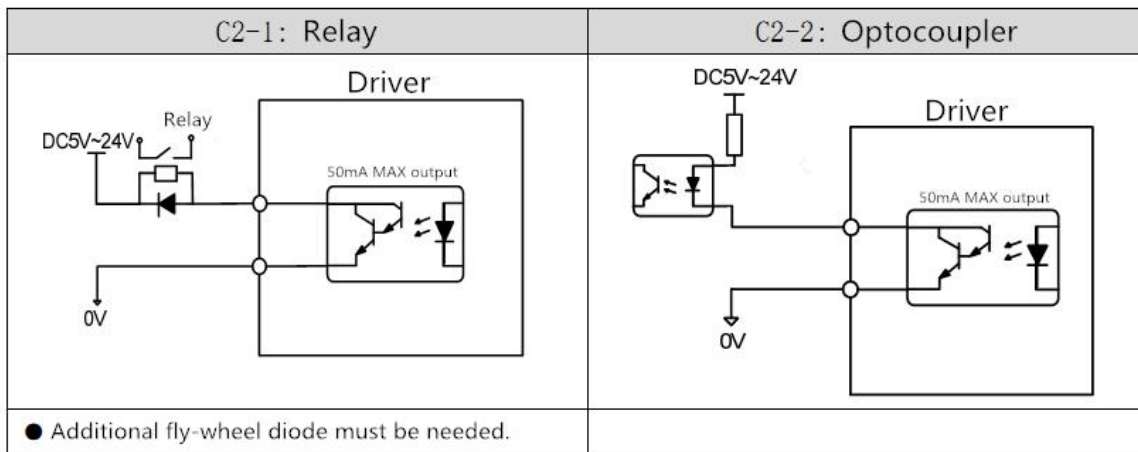 C2-1: Relay
C2-2: Optocoupler
Driver
Relay
DC5V~24V
50mA MAX output
0V
DC5V~24V
Driver
50mA MAX output
0V
● Additional fly-wheel diode must be needed.